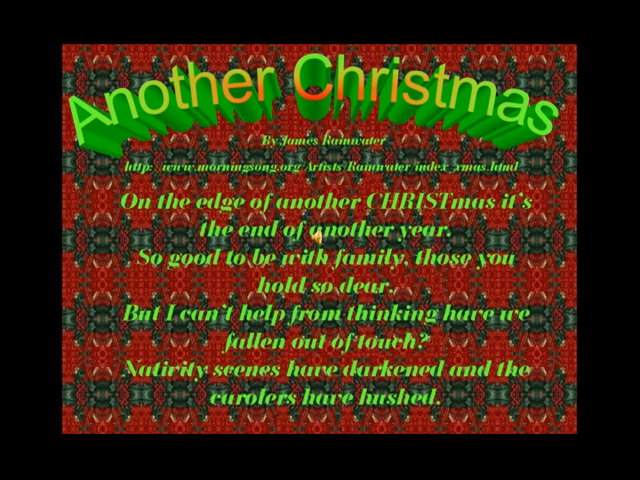 Another Christmas
By James Rainwater
http: www.morningsong.org Artists Rainwater index_xmas.html
On the edge of another CHRISTmas it's
the end of another year.
So good to be with family, those you
hold so dear.
But I can't help from thinking have we
fallen out of touch?
Nativity scenes have darkened and the
carolers have hushed.